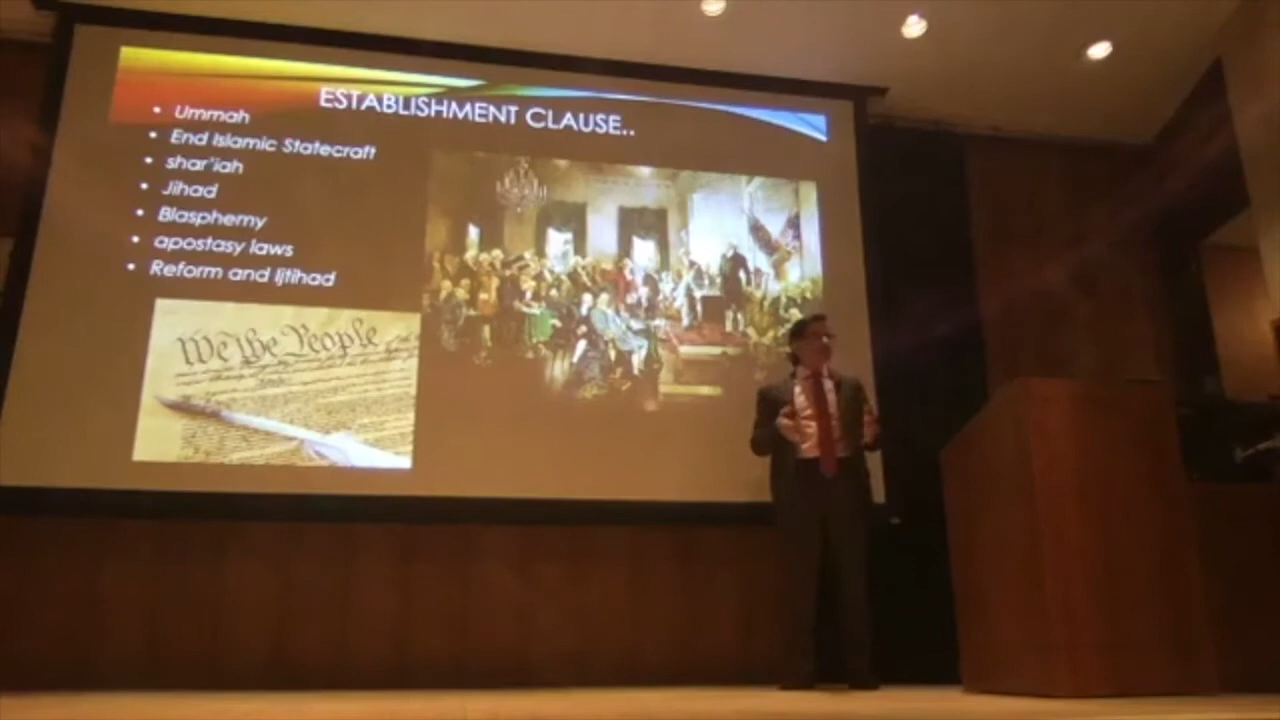 ESTABLISHMENT CLAUSE..
• Ummah
• End Islamic Statecraft
• shar'iah
• Jihad
• Blasphemy
• apostasy laws
• Reform and Ijtihad
We the People